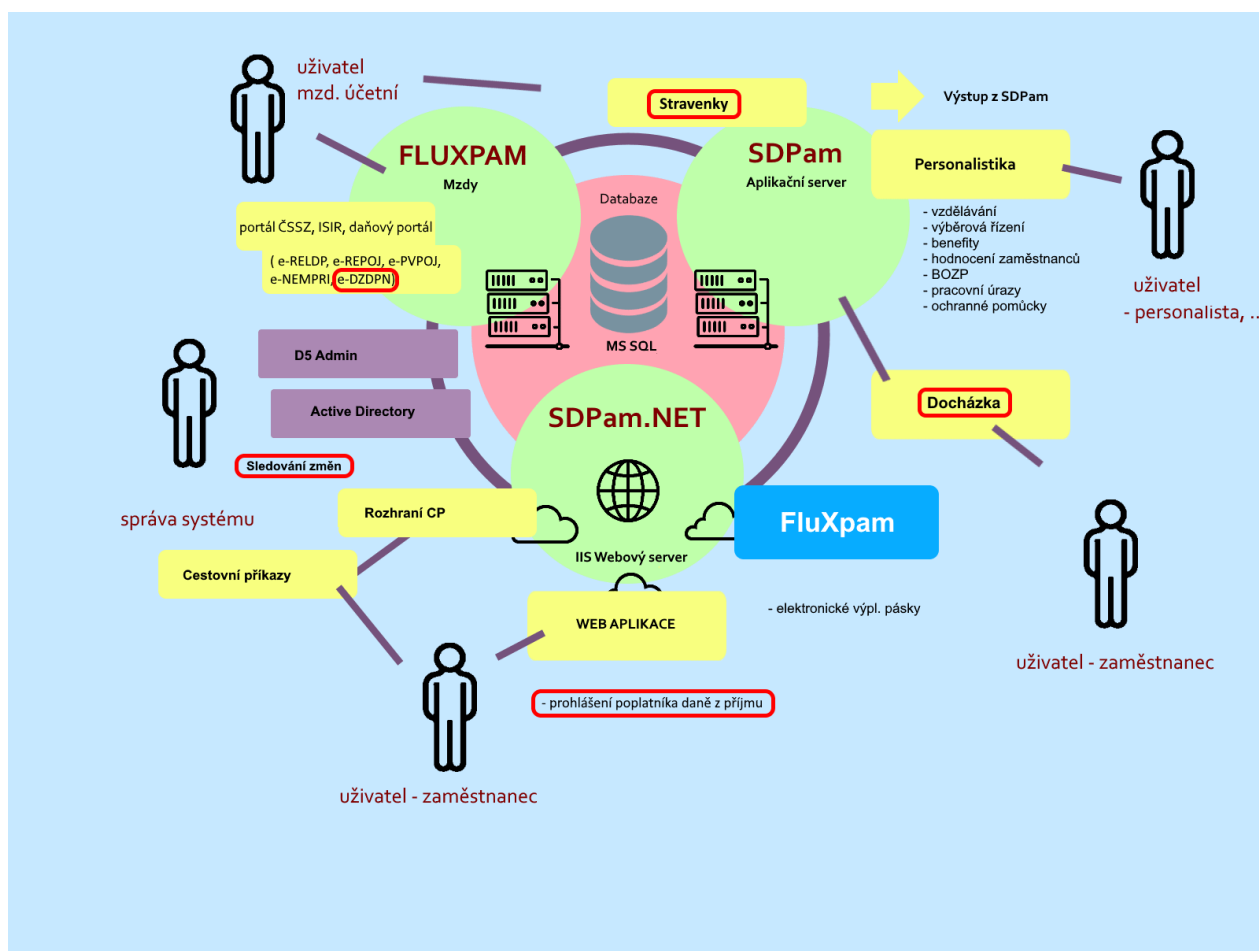 uživatel
mzd. účetní
Stravenky
Výstup z SDPam
FLUXPAM
Mzdy
SDPam
Aplikační server
Personalistika
Databaze
MS SQL
portál ČSSZ, ISIR, daňový portál
( e-RELDP, e-REPOJ, e-PVPOJ,
e-NEMPRI, e-DZDPN)
- vzdělávání
- výběrová řízení
- benefity
- hodnocení zaměstnanců
- BOZP
- pracovní úrazy
- ochranné pomůcky
uživatel
- personalista, ..
D5 Admin
Active Directory
SDPam.NET
Docházka
Sledování změn
správa systému
Rozhraní CP
IIS Webový server
FluXpam
Cestovní příkazy
WEB APLIKACE
- elektronické výpl. pásky
uživatel - zaměstnanec
- prohlášení poplatníka daně z příjmu
uživatel - zaměstnanec